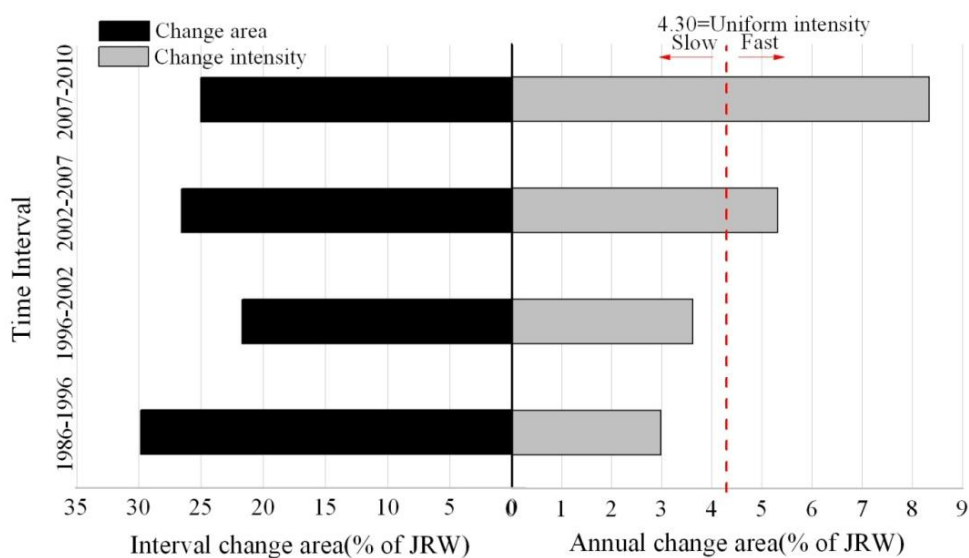 Change area
Change intensity
4.30=Uniform intensity
Slow
Fast
Time Interval
2007-2010
2002-2007
1996-2002
1986-1996
35 30 25 20 15 10 5 0 1 2 3 4 5 6 7 8 9
Interval change area(% of JRW)
Annual change area(% of JRW)